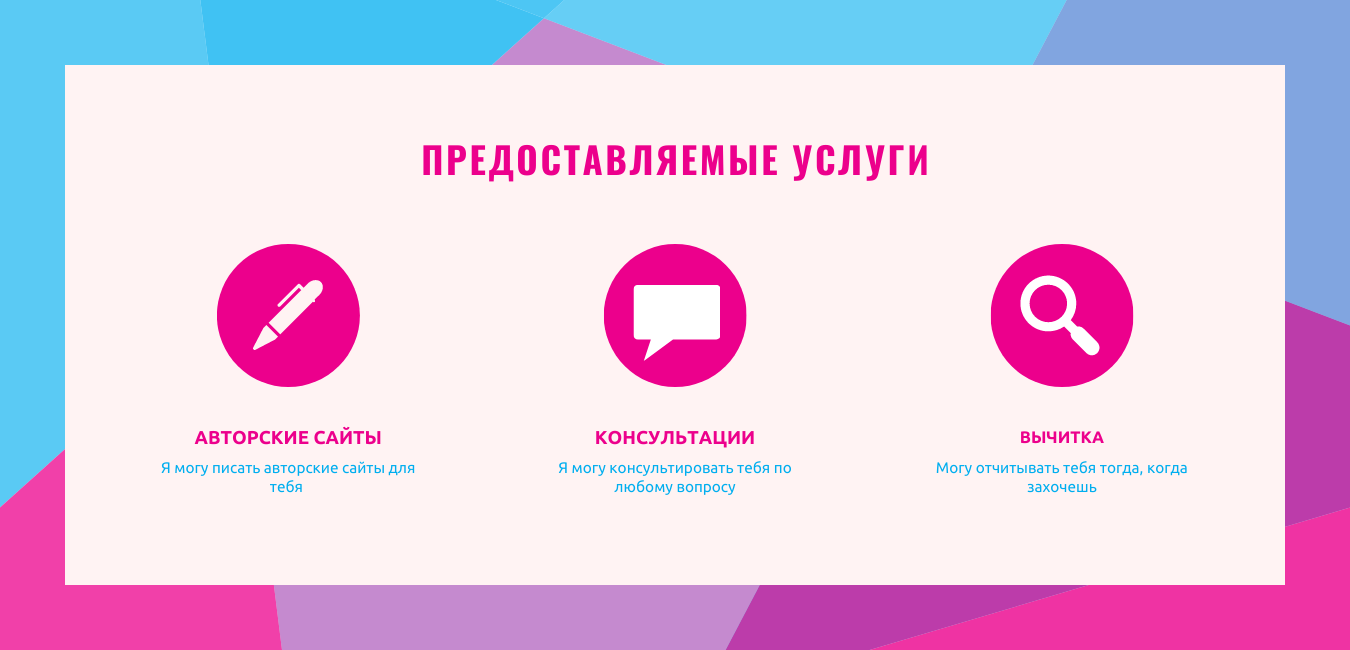 ПРЕДОСТАВЛЯЕМЫЕ УСЛУГИ
АВТОРСКИЕ САЙТЫ
Я могу писать авторские сайты для
тебя
КОНСУЛЬТАЦИИ
Я могу консультировать тебя по
любому вопросу
ВЫЧИТКА
Могу отчитывать тебя тогда, когда
захочешь